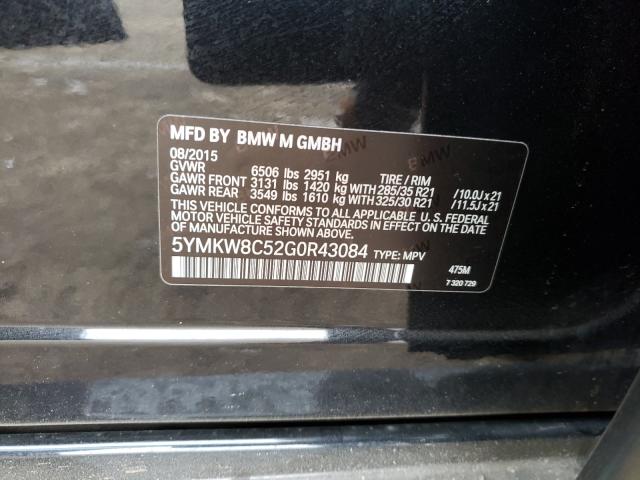 MFD BY BMW M GMBH
08/2015
GVWR 6506 lbs 2951 kg TIRE / RIM
GAWR FRONT 3131 lbs 1420 KG WITH 285/35 R21 /10.0J x 21
GAWR REAR 3549 lbs 1610 KG WITH 325/30 R21 /11.5J x 21
THIS VEHICLE CONFORMS TO ALL APPLICABLE U.S. FEDERAL
MOTOR VEHICLE SAFETY STANDARDS IN EFFECT ON THE DATE
OF MANUFACTURE SHOWN ABOVE.
5YMKW8C52G0R43084 TYPE: MPV
475M
7 320 729